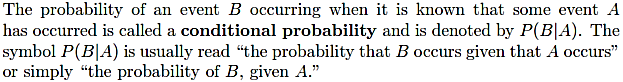 The probability of an event B occurring when it is known that some event A
has occurred is called a conditional probability and is denoted by P(B|A). The
symbol P(B|A) is usually read “the probability that B occurs given that A occurs”
or simply “the probability of B, given A.”